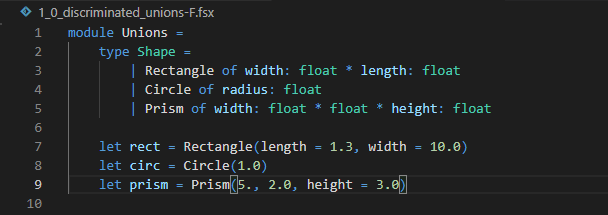 1_0_discriminated_unions-F.fsx
1 module Unions =
2     type Shape =
3         | Rectangle of width: float * length: float
4         | Circle of radius: float
5         | Prism of width: float * float * height: float
6
7     let rect = Rectangle(length = 1.3, width = 10.0)
8     let circ = Circle(1.0)
9     let prism = Prism(5., 2.0, height = 3.0)
10